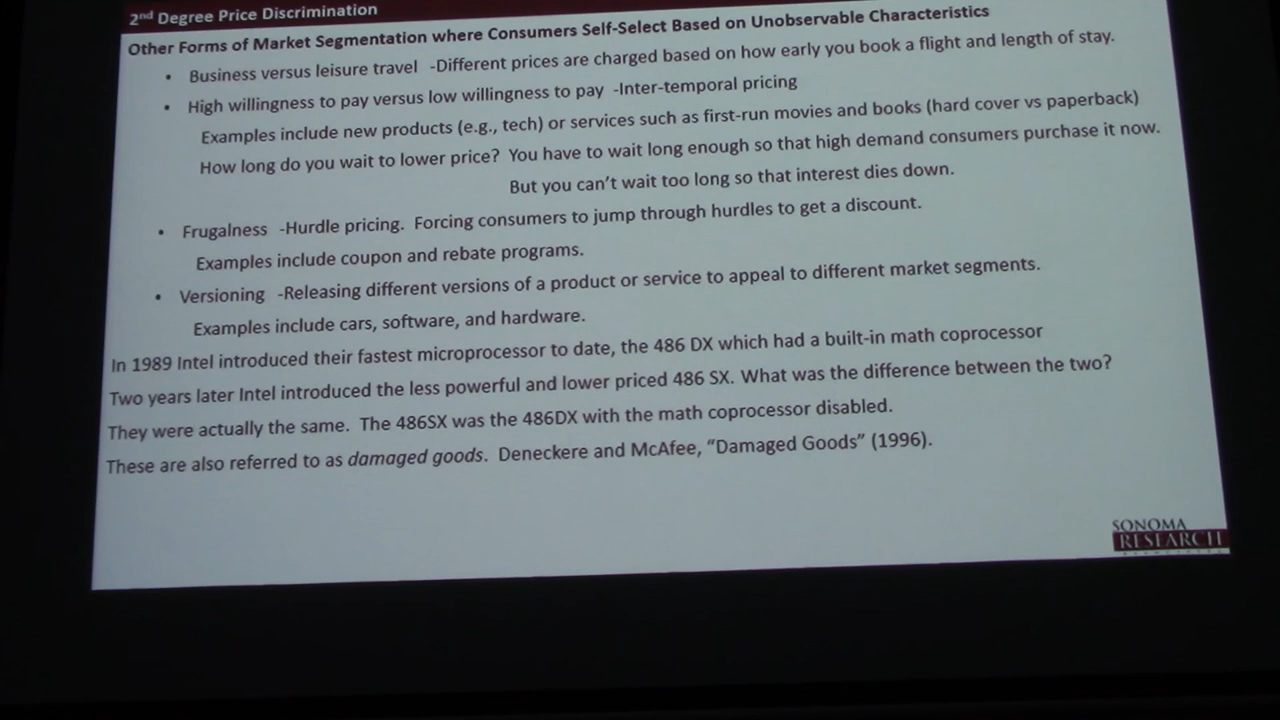 2nd Degree Price Discrimination
Other Forms of Market Segmentation where Consumers Self-Select Based on Unobservable Characteristics
• Business versus leisure travel -Different prices are charged based on how early you book a flight and length of stay.
• High willingness to pay versus low willingness to pay -Inter-temporal pricing
Examples include new products (e.g., tech) or services such as first-run movies and books (hard cover vs paperback)
How long do you wait to lower price? You have to wait long enough so that high demand consumers purchase it now.
But you can't wait too long so that interest dies down.
• Frugalness -Hurdle pricing. Forcing consumers to jump through hurdles to get a discount.
Examples include coupon and rebate programs.
• Versioning -Releasing different versions of a product or service to appeal to different market segments.
Examples include cars, software, and hardware.
In 1989 Intel introduced their fastest microprocessor to date, the 486 DX which had a built-in math coprocessor
Two years later Intel introduced the less powerful and lower priced 486 SX. What was the difference between the two?
They were actually the same. The 486SX was the 486DX with the math coprocessor disabled.
These are also referred to as damaged goods. Deneckere and McAfee, "Damaged Goods" (1996).
SONOMA
RESEARCH